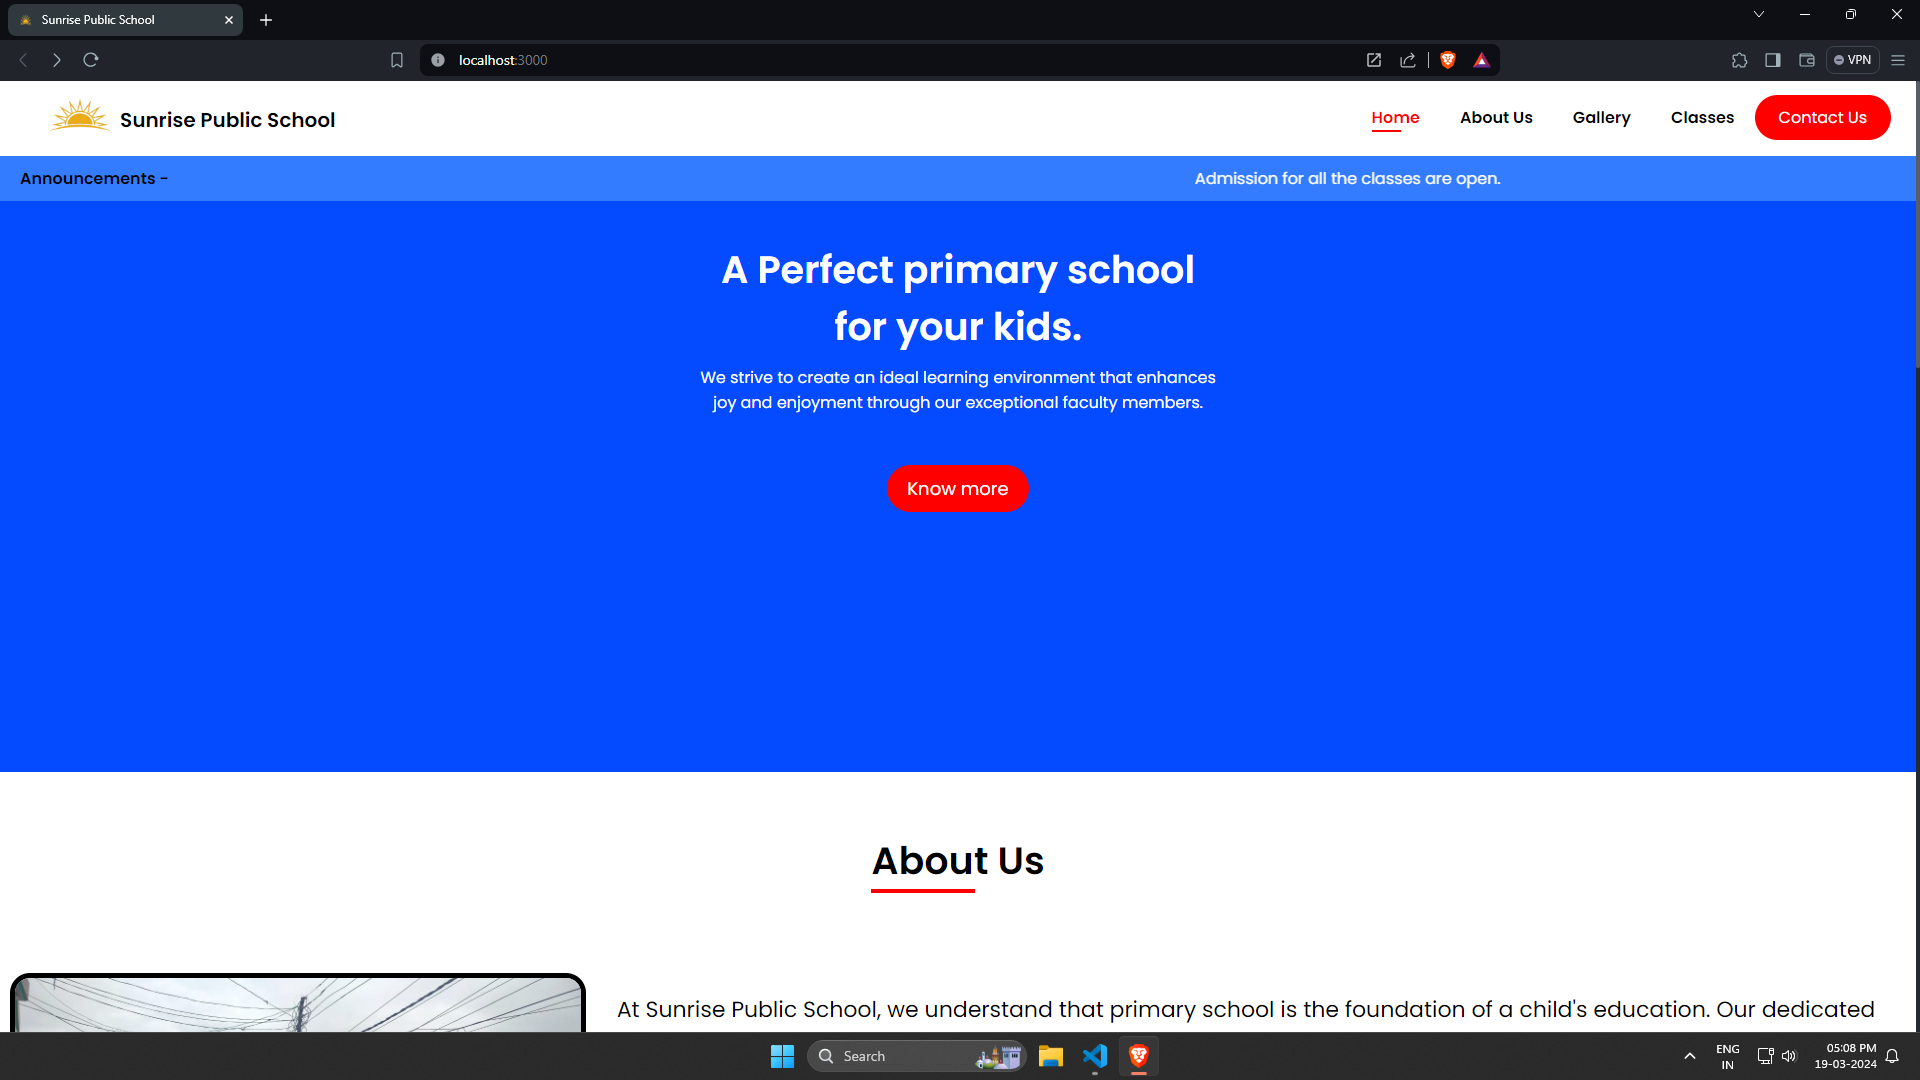 Sunrise Public School
localhost:3000
VPN
Sunrise Public School
Home
About Us
Gallery
Classes
Contact Us
Announcements -
Admission for all the classes are open.
A Perfect primary school
for your kids.
We strive to create an ideal learning environment that enhances
joy and enjoyment through our exceptional faculty members.
Know more
About Us
At Sunrise Public School, we understand that primary school is the foundation of a child's education. Our dedicated
Search
ENG
IN
05:08 PM
19-03-2024